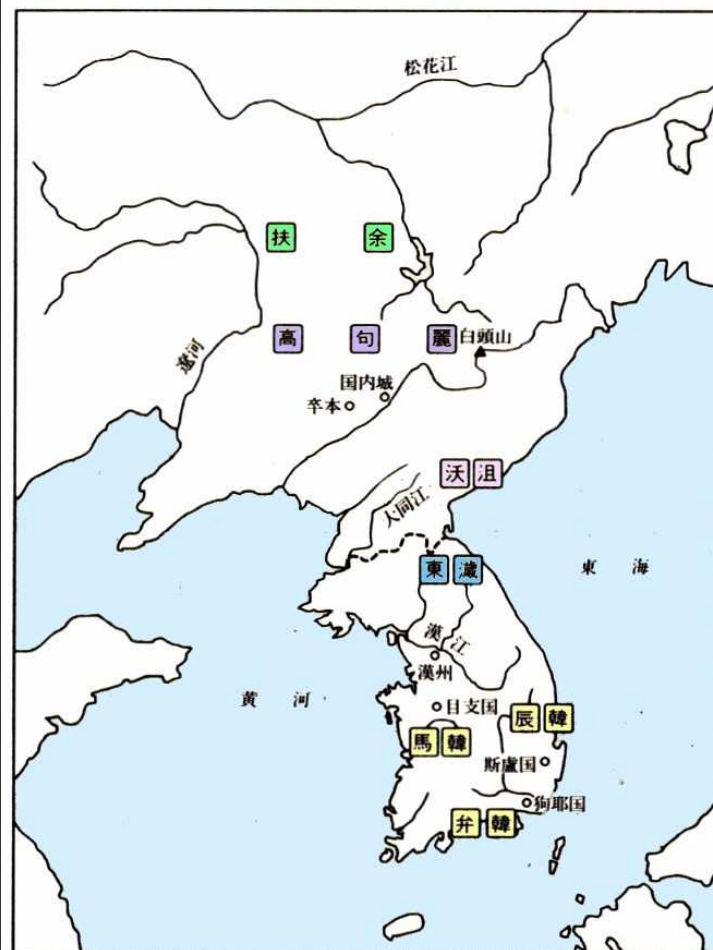 松花江
扶 余
高 句 麗
白頭山
遼河
国内城
卒本
沃沮
大同江
東濊
東 海
漢江
漢州
黄 河
目支国
辰韓
馬韓
斯盧国
狗耶国
弁韓